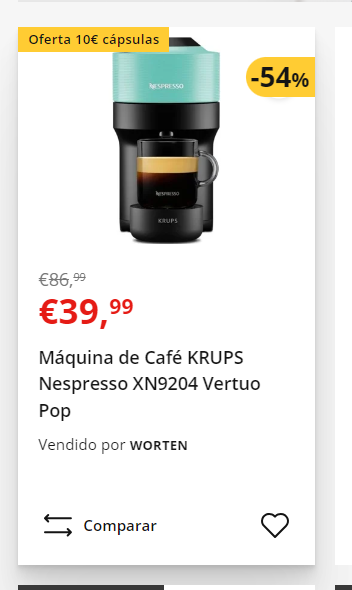 Oferta 10€ cápsulas
-54%
NESPRESSO
NESPRESSO
KRUPS
€86,99
€39,99
Máquina de Café KRUPS
Nespresso XN9204 Vertuo
Pop
Vendido por WORTEN
Comparar